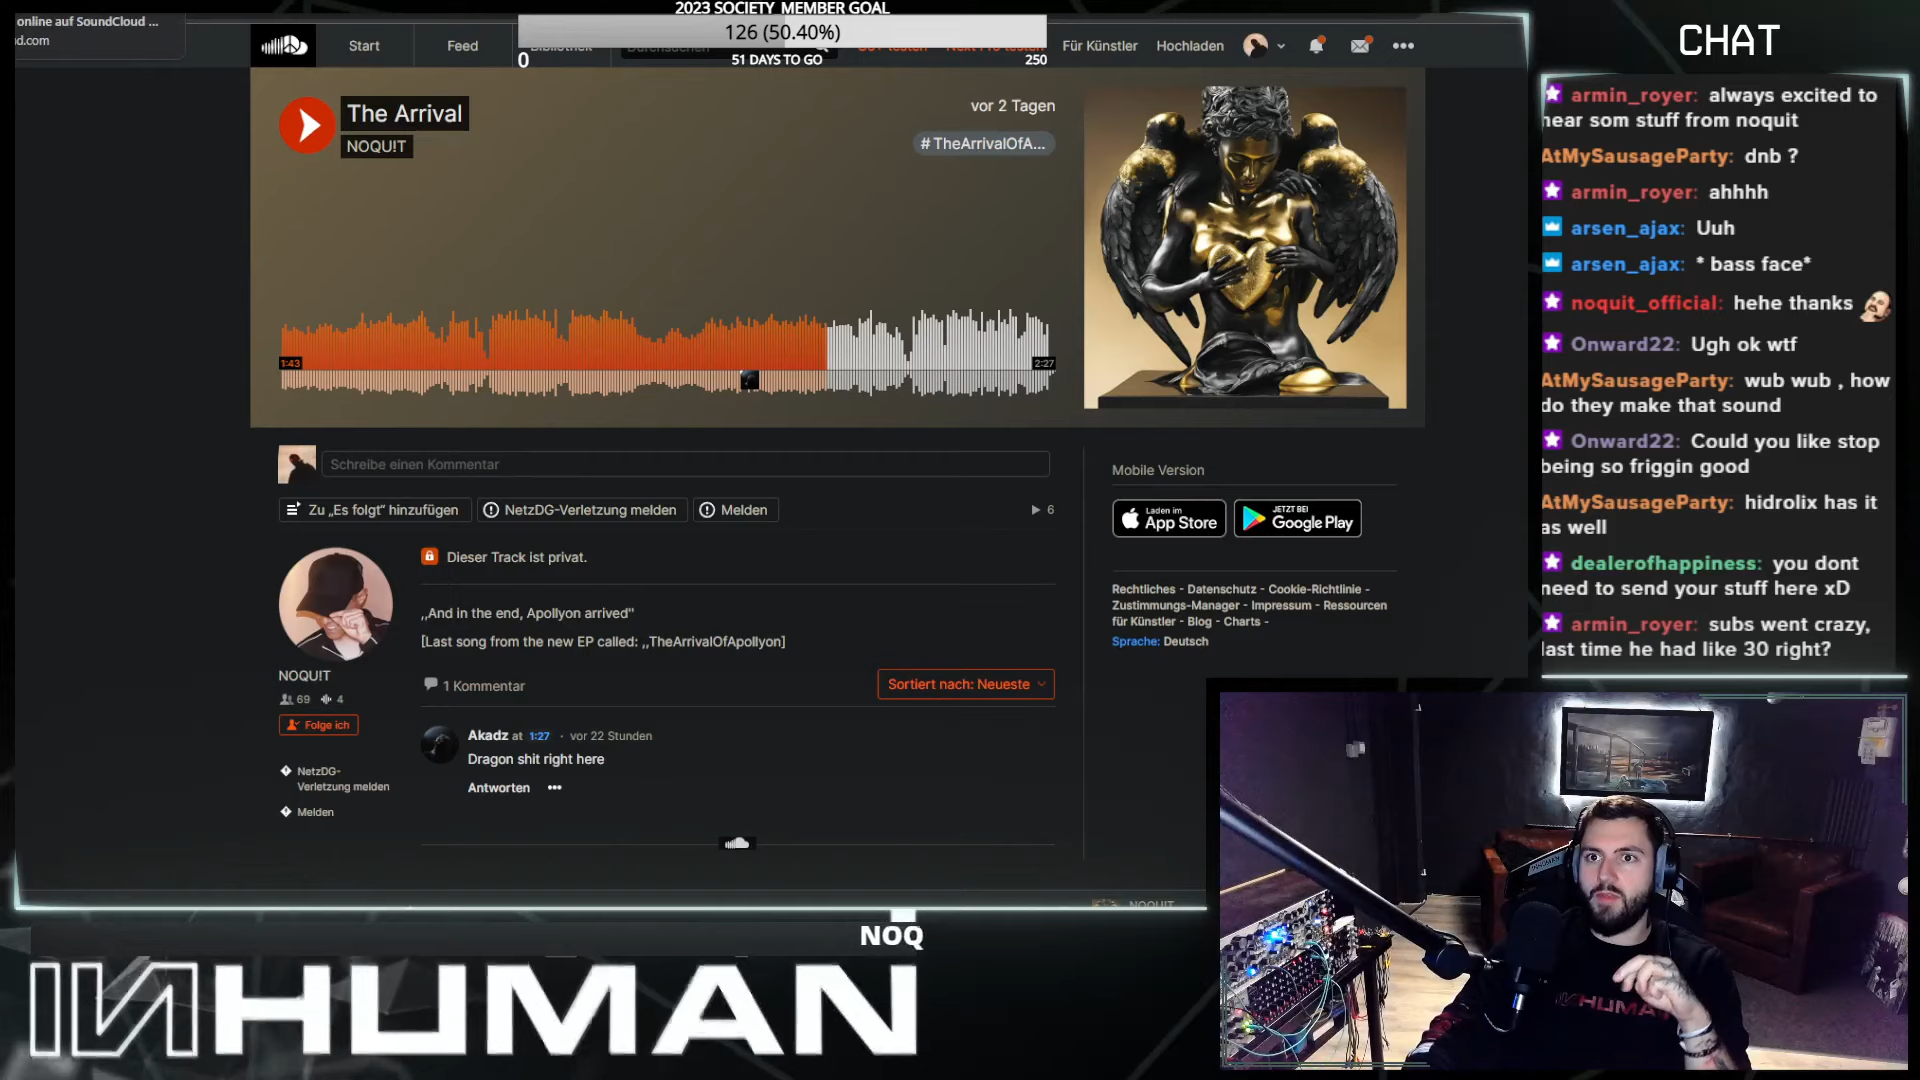 online auf SoundCloud ...
d.com
2023 SOCIETY MEMBER GOAL
126 (50.40%)
0
51 DAYS TO GO
250
Start
Feed
Bibliothek
Durchsuchen
Für Künstler
Hochladen
The Arrival
NOQU!T
vor 2 Tagen
# TheArrivalOfA...
1:43
2:27
Schreibe einen Kommentar
Zu „Es folgt“ hinzufügen
NetzDG-Verletzung melden
Melden
6
Dieser Track ist privat.
,,And in the end, Apollyon arrived"
[Last song from the new EP called: ,,TheArrivalOfApollyon]
NOQU!T
69 4
Folge ich
NetzDG-
Verletzung melden
Melden
1 Kommentar
Sortiert nach: Neueste
Akadz at 1:27 · vor 22 Stunden
Dragon shit right here
Antworten
Mobile Version
Laden im
App Store
JETZT BEI
Google Play
Rechtliches - Datenschutz - Cookie-Richtlinie -
Zustimmungs-Manager - Impressum - Ressourcen
für Künstler - Blog - Charts -
Sprache: Deutsch
CHAT
armin_royer: always excited to
hear som stuff from noquit
AtMySausageParty: dnb ?
armin_royer: ahhhh
arsen_ajax: Uuh
arsen_ajax: * bass face*
noquit_official: hehe thanks
Onward22: Ugh ok wtf
AtMySausageParty: wub wub , how
do they make that sound
Onward22: Could you like stop
being so friggin good
AtMySausageParty: hidrolix has it
as well
dealerofhappiness: you dont
need to send your stuff here xD
armin_royer: subs went crazy,
last time he had like 30 right?
NOQ
INHUMAN